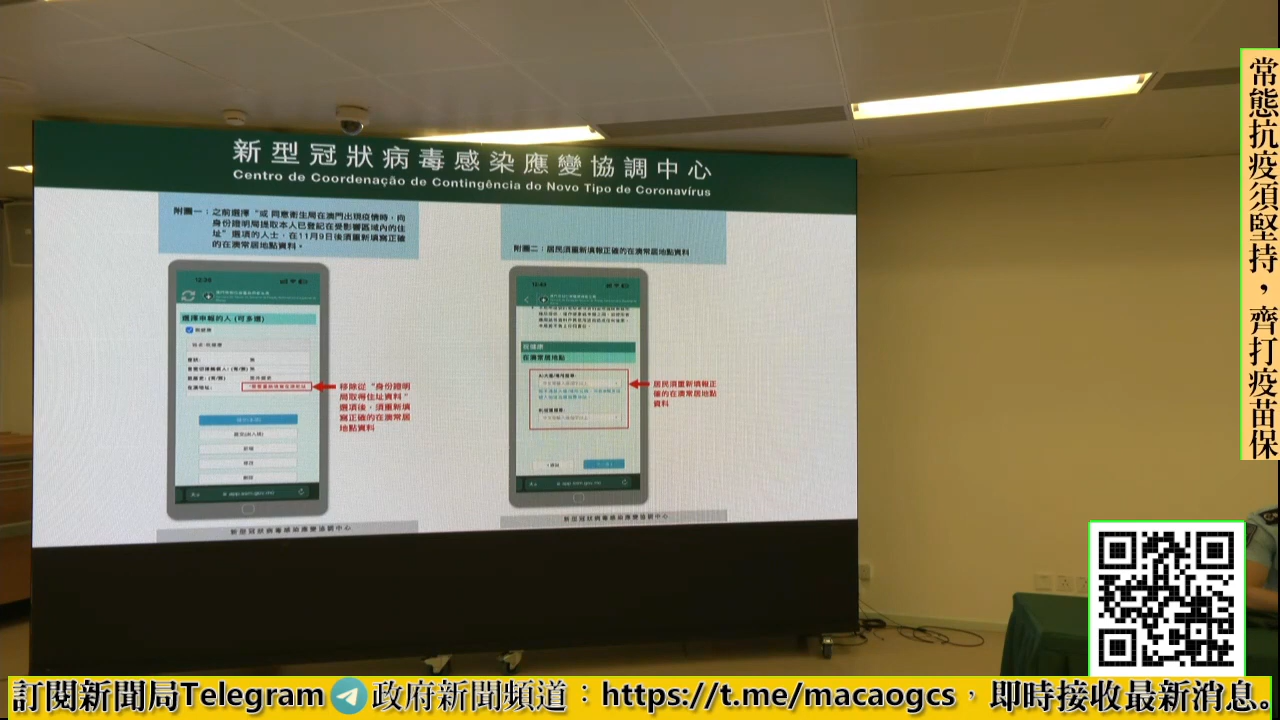 新型冠狀病毒感染應變協調中心
Centro de Coordenação de Contingência do Novo Tipo de Coronavírus
附圖一：之前選擇“或 同意衛生局在澳門出現疫情時，向
身份證明局提取本人已登記在受影響區域內的住
址”選項的人士，在11月9日後須重新填寫正確
的在澳常居地點資料。
選擇申報的人 (可多選)
移除從“身份證明
局取得住址資料”
選項後，須重新填
寫正確的在澳常居
地點資料
新型冠狀病毒感染應變協調中心
附圖二：居民須重新填報正確的在澳常居地點資料
在澳常居地點
居民須重新填報正
確的在澳常居地點
資料
新型冠狀病毒感染應變協調中心
常態抗疫須堅持，齊打疫苗保
訂閱新聞局Telegram 政府新聞頻道：https://t.me/macaogcs，即時接收最新消息。